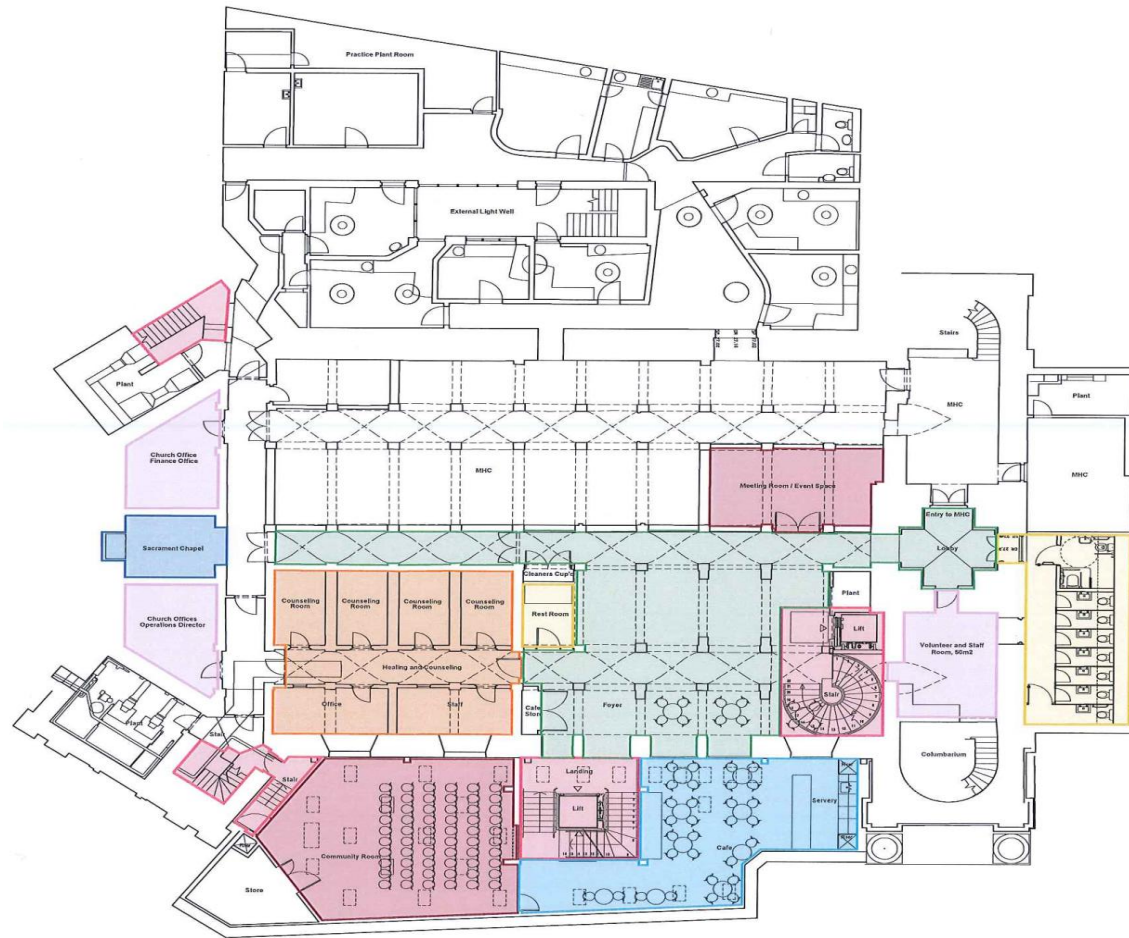 Practice Plant Room
External Light Well
Stairs
Plant
Plant
MHC
Church Office
Finance Office
MHC
MHC
Meeting Room / Event Space
Entry to MHC
Sacrament Chapel
Lobby
Cleaners Cup'd
Counseling
Room
Counseling
Room
Counseling
Room
Counseling
Room
Rest Room
Plant
Church Offices
Operations Director
Lift
Volunteer and Staff
Room, 50m2
Healing and Counseling
Stair
Office
Staff
Cafe
Store
Foyer
Plant
Stair
Stair
Landing
Columbarium
Lift
Servery
Community Room
Cafe
Store